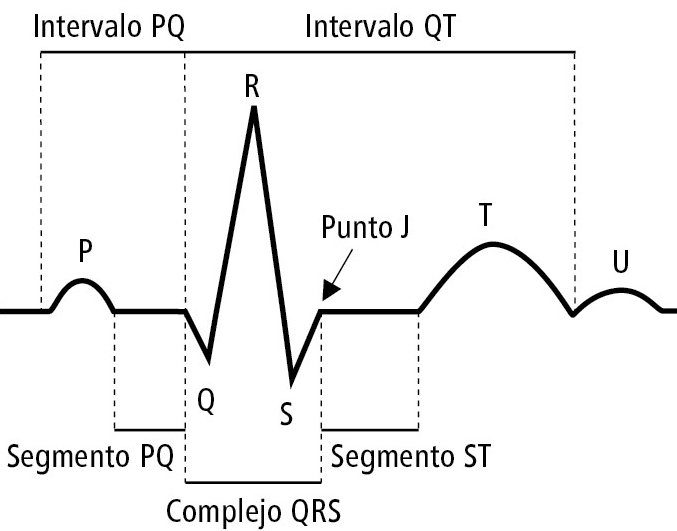 Intervalo PQ
Intervalo QT
R
Punto J
T
P
U
Q
S
Segmento PQ
Segmento ST
Complejo QRS